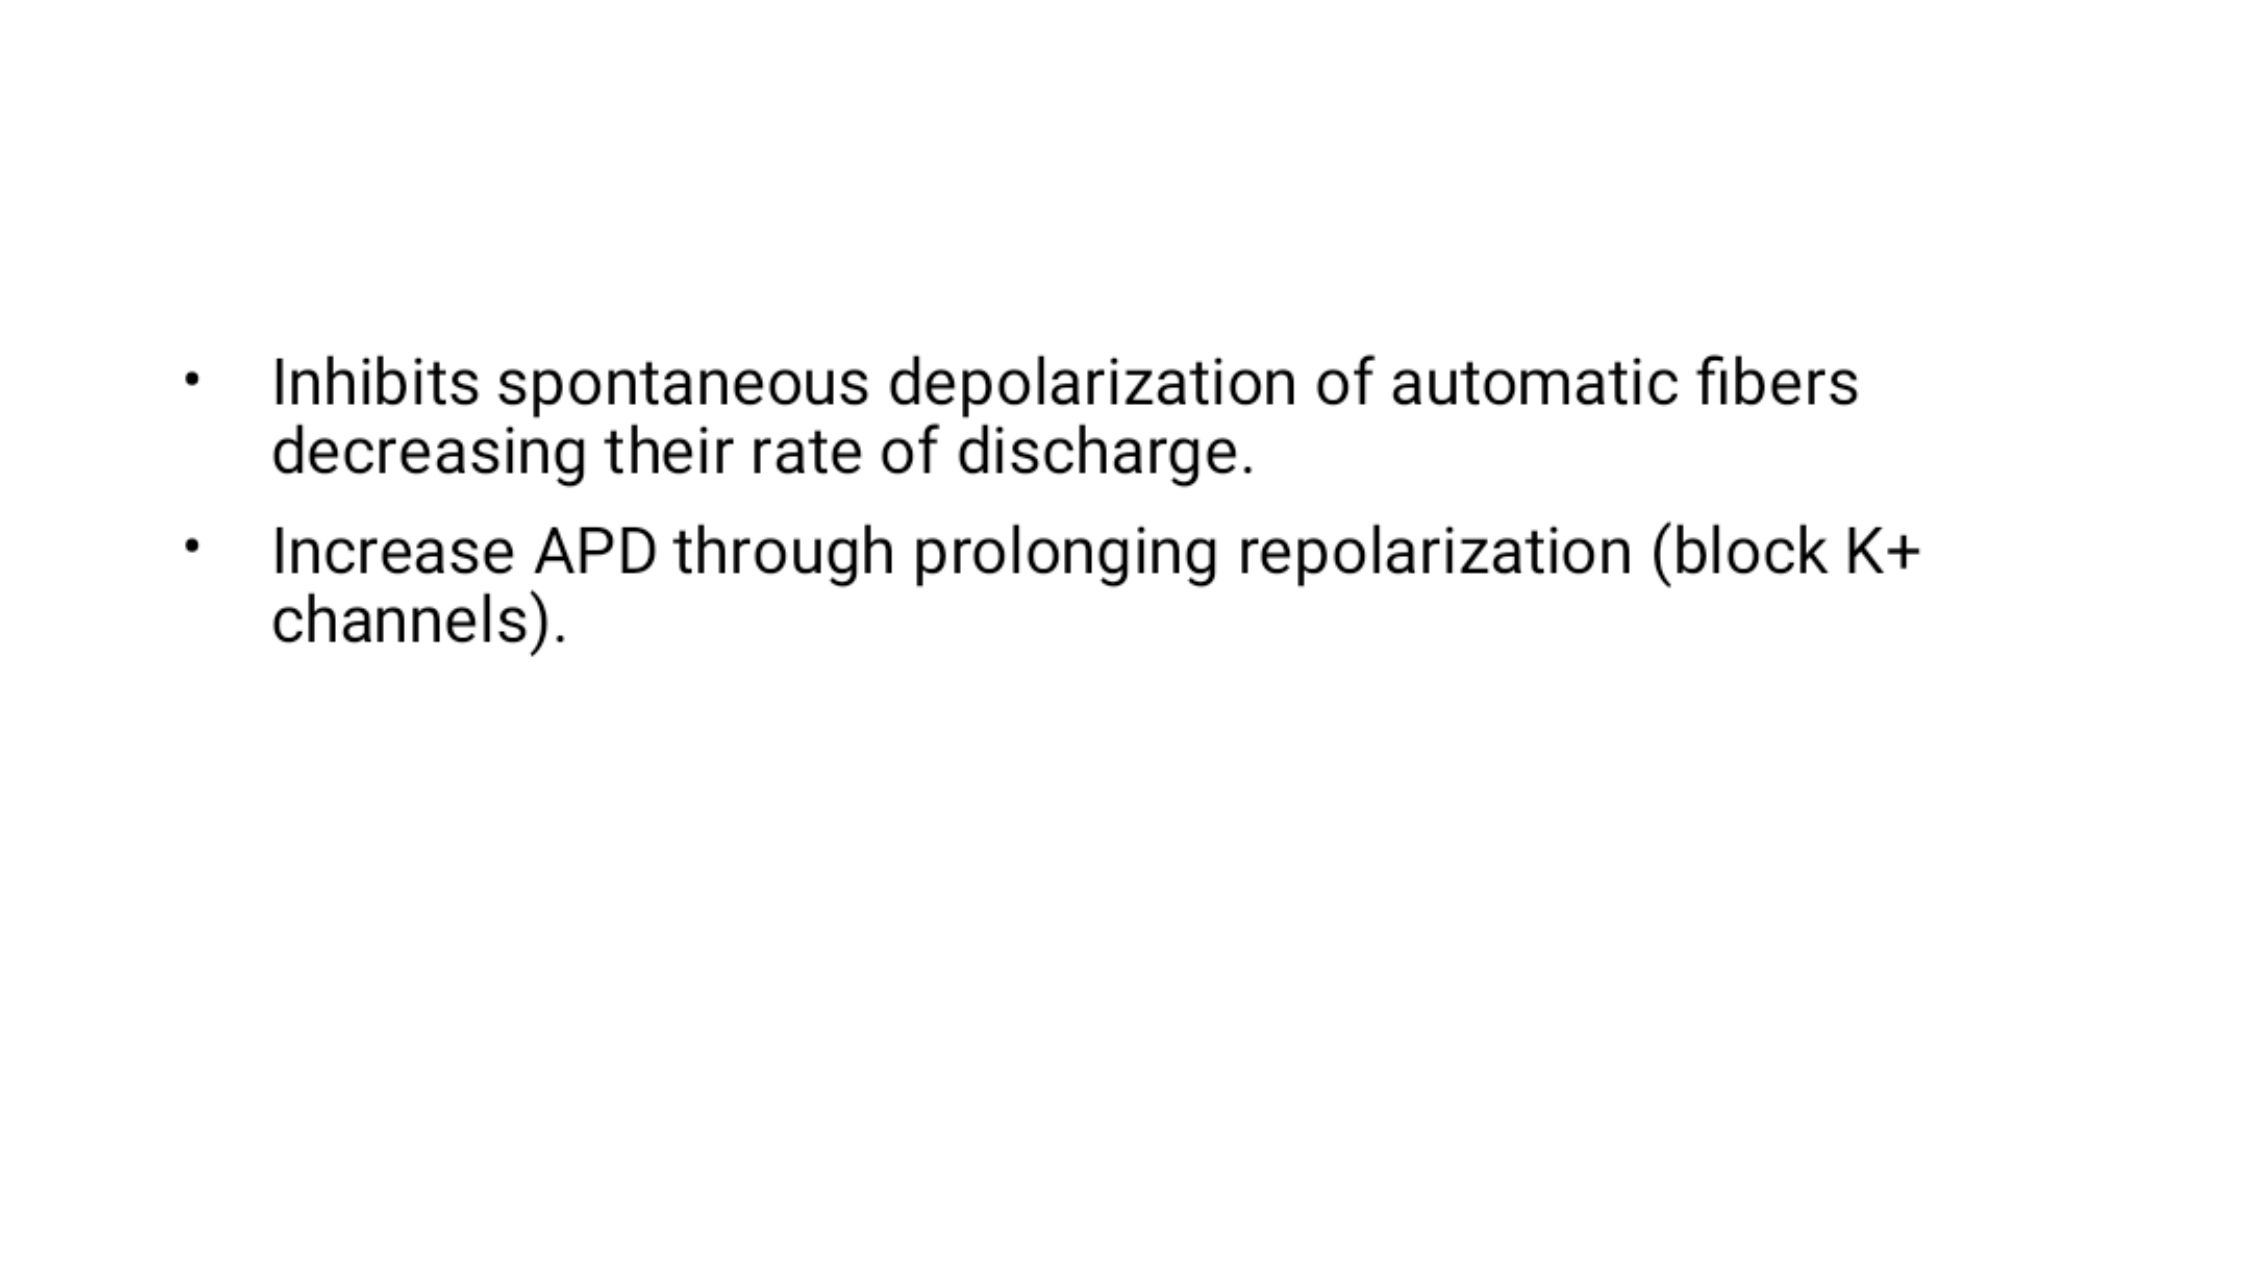 • Inhibits spontaneous depolarization of automatic fibers
decreasing their rate of discharge.
• Increase APD through prolonging repolarization (block K+
channels).